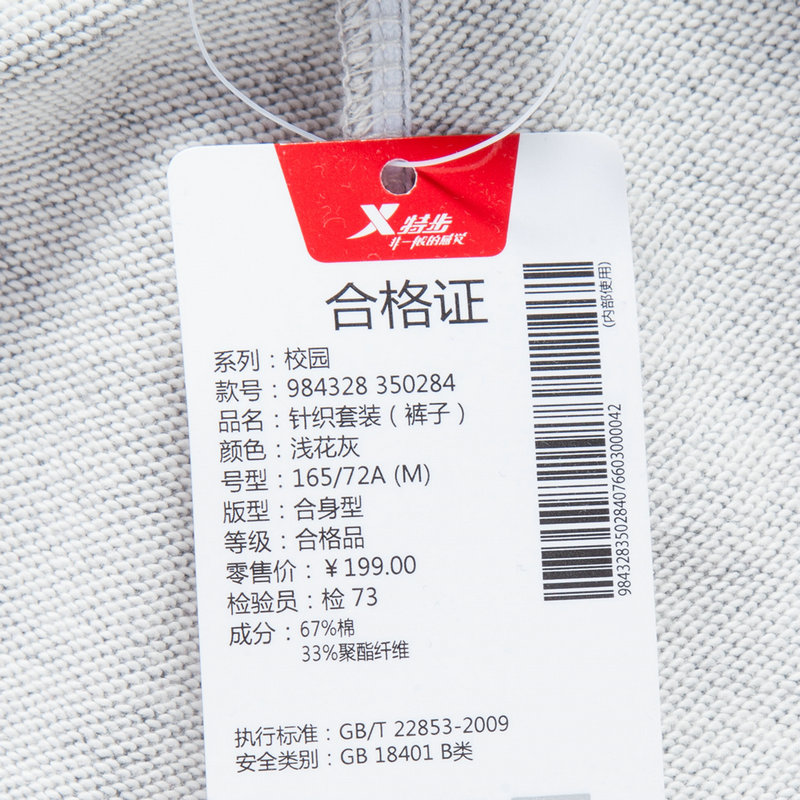 特步
非一般的感觉
合格证
系列：校园
款号：984328 350284
品名：针织套装（裤子）
颜色：浅花灰
号型：165/72A (M)
版型：合身型
等级：合格品
零售价：￥199.00
检验员：检 73
成分：67%棉
33%聚酯纤维
执行标准：GB/T 22853-2009
安全类别：GB 18401 B类
(内部使用)
98432835028407660300042